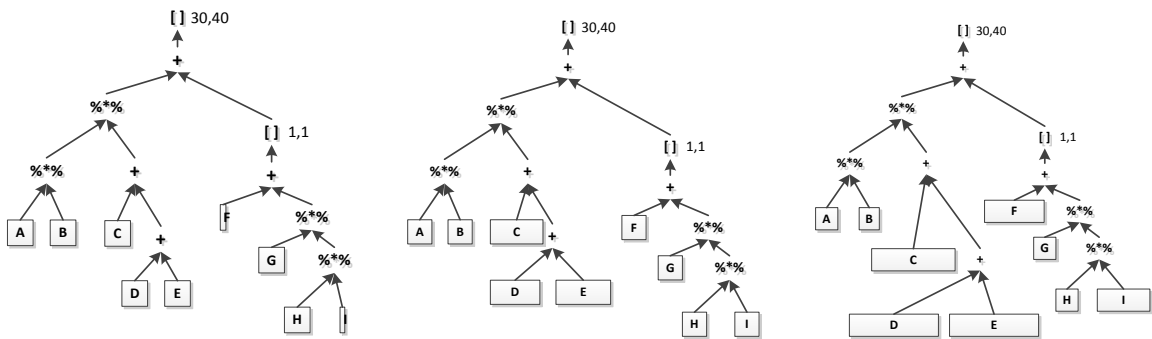 [ ] 30,40
+
%*%
[ ] 1,1
%*%
+
+
A
B
C
F
%*%
+
G
%*%
D
E
H
I
[ ] 30,40
+
%*%
[ ] 1,1
%*%
+
+
A
B
C
F
%*%
+
G
%*%
D
E
H
I
[ ] 30,40
+
%*%
[ ] 1,1
%*%
+
+
A
B
F
%*%
G
%*%
C
+
H
I
D
E